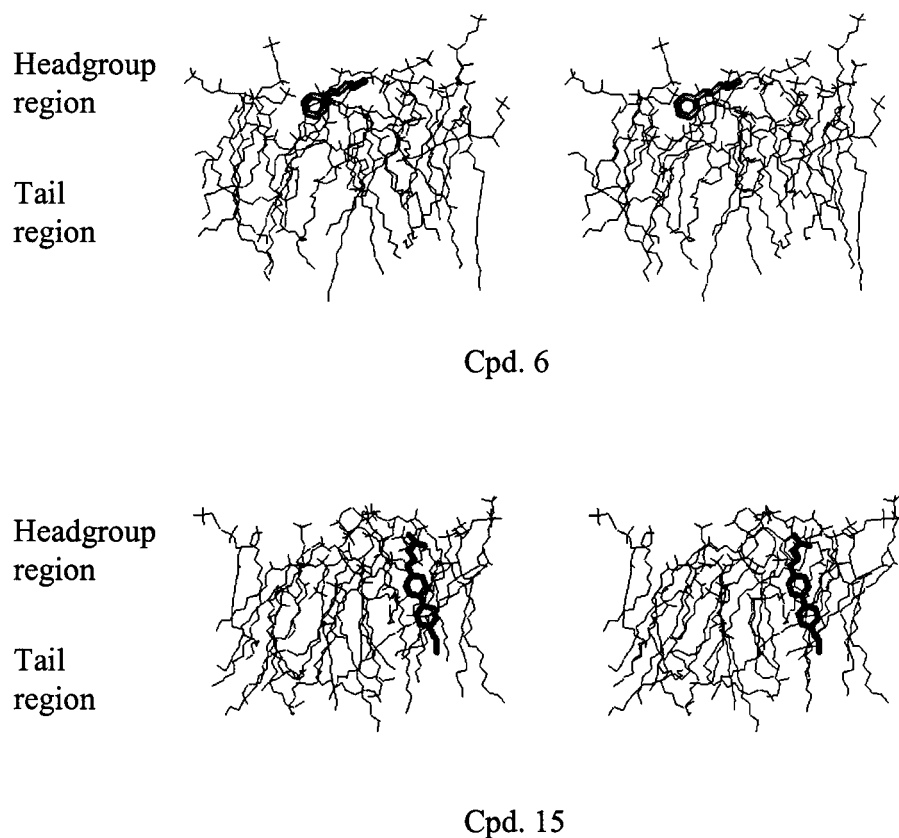 Headgroup
region
Tail
region
Cpd. 6
Headgroup
region
Tail
region
Cpd. 15